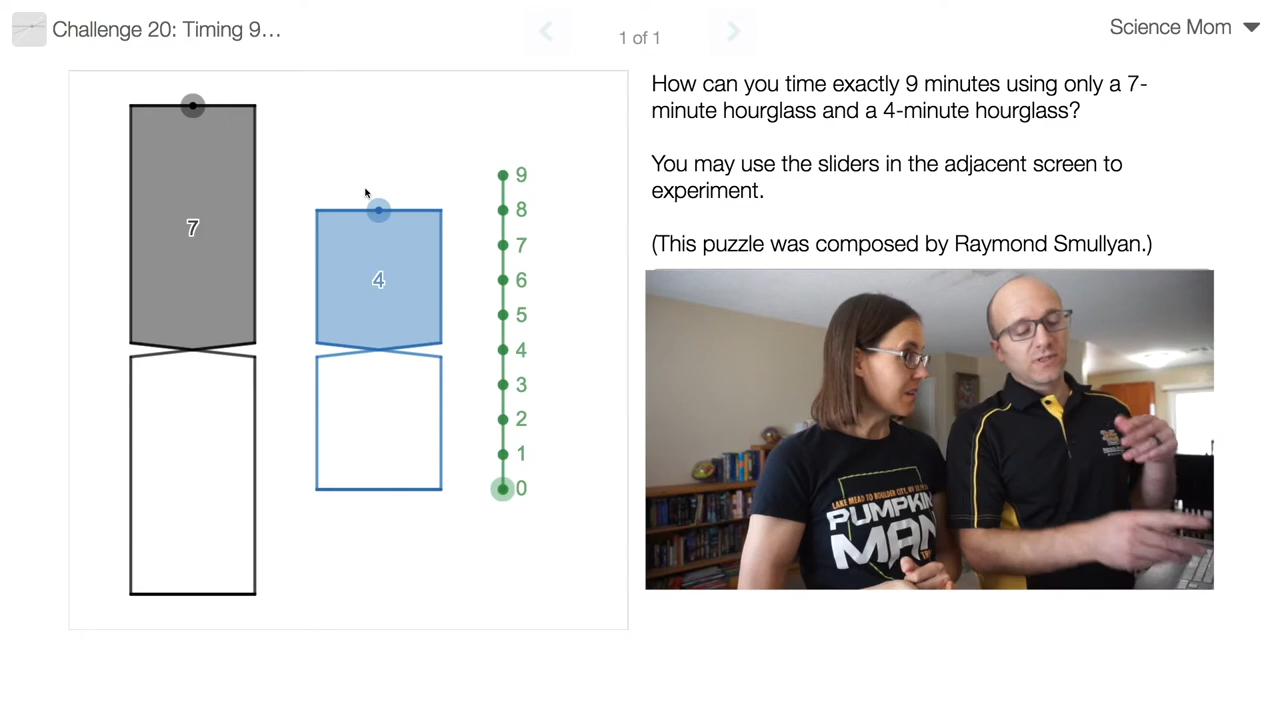 Challenge 20: Timing 9...
1 of 1
Science Mom
How can you time exactly 9 minutes using only a 7-
minute hourglass and a 4-minute hourglass?
You may use the sliders in the adjacent screen to
experiment.
(This puzzle was composed by Raymond Smullyan.)
7
4
9
8
7
6
5
4
3
2
1
0
PUMPKIN
MAN